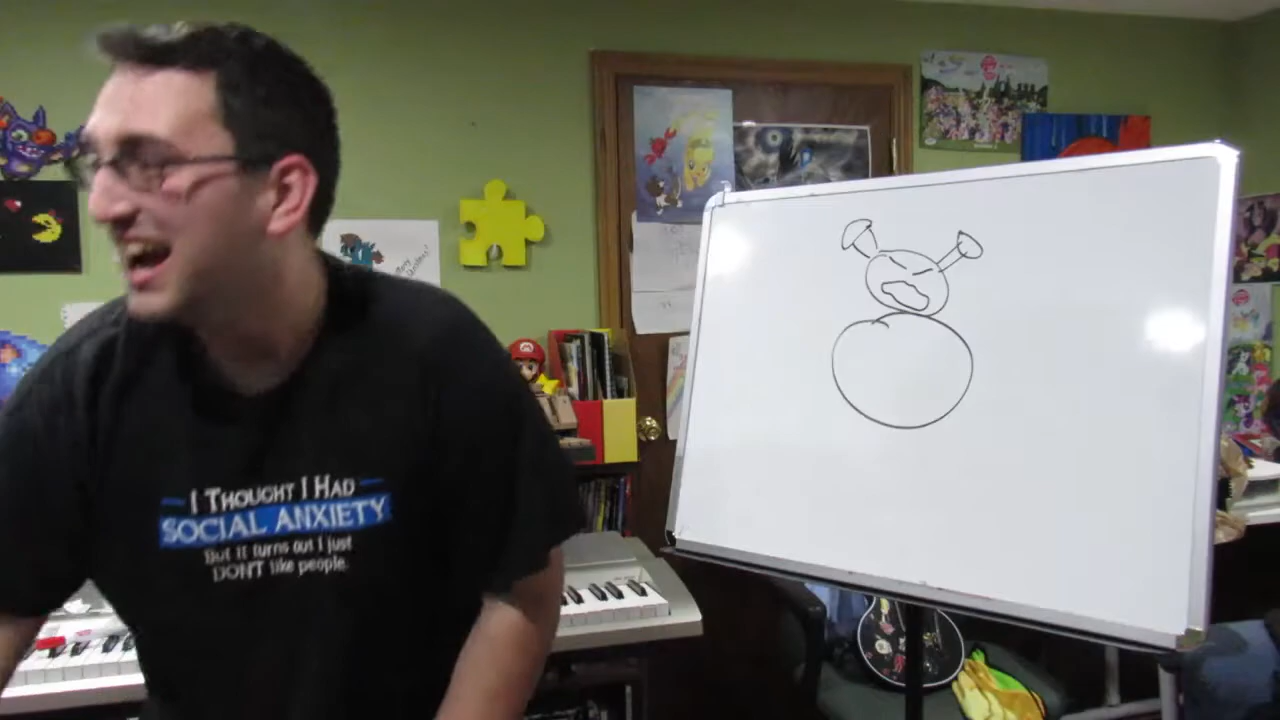 I THOUGHT I HAD
SOCIAL ANXIETY
But it turns out I just
DON'T like people.